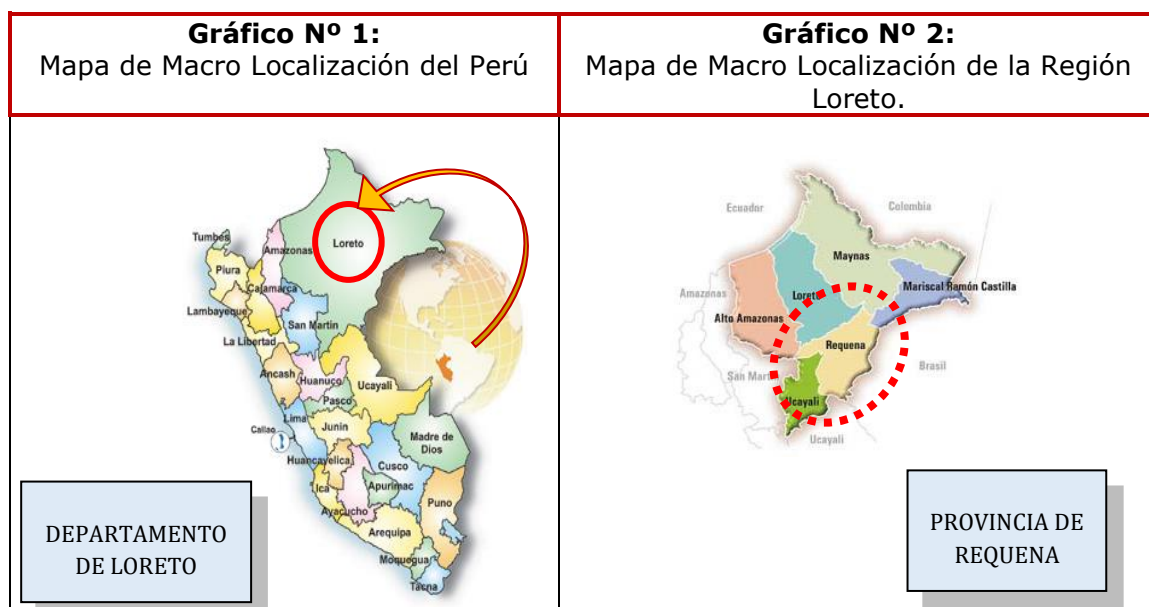 Gráfico Nº 1:
Mapa de Macro Localización del Perú
Gráfico Nº 2:
Mapa de Macro Localización de la Región
Loreto.
Tumbes
Piura
Amazonas
Loreto
Cajamarca
Lambayeque
San Martín
La Libertad
Ancash
Huanuco
Ucayali
Pasco
Lima
Junin
Callao
Madre de
Dios
Huancavelica
Cusco
Ica
Apurimac
Puno
Ayacucho
Arequipa
Moquegua
Tacna
DEPARTAMENTO
DE LORETO
Ecuador
Colombia
Maynas
Amazonas
Loreto
Mariscal Ramón Castilla
Alto Amazonas
Requena
San Martín
Brasil
Ucayali
Ucayali
PROVINCIA DE
REQUENA